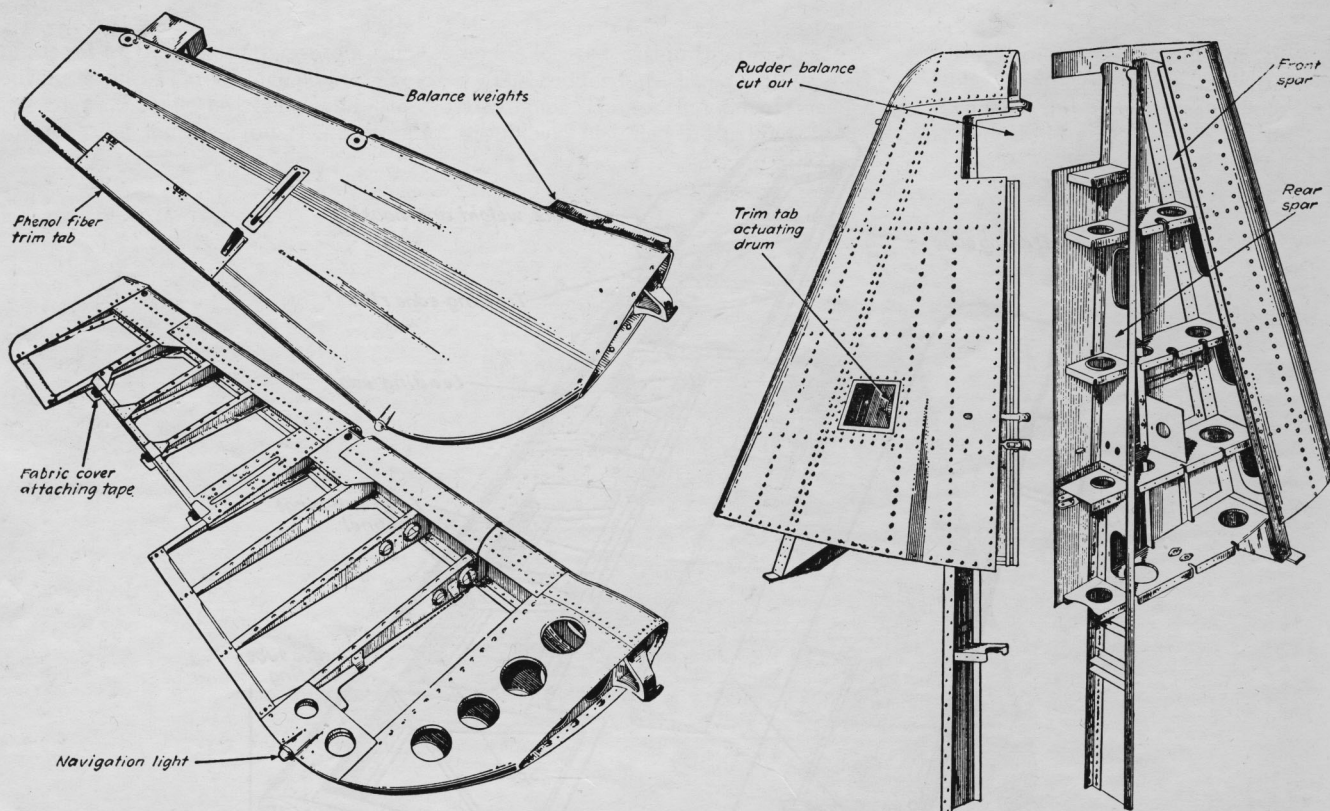 Balance weights
Phenol fiber
trim tab
Fabric cover
attaching tape
Navigation light
Rudder balance
cut out
Trim tab
actuating
drum
Front
spar
Rear
spar